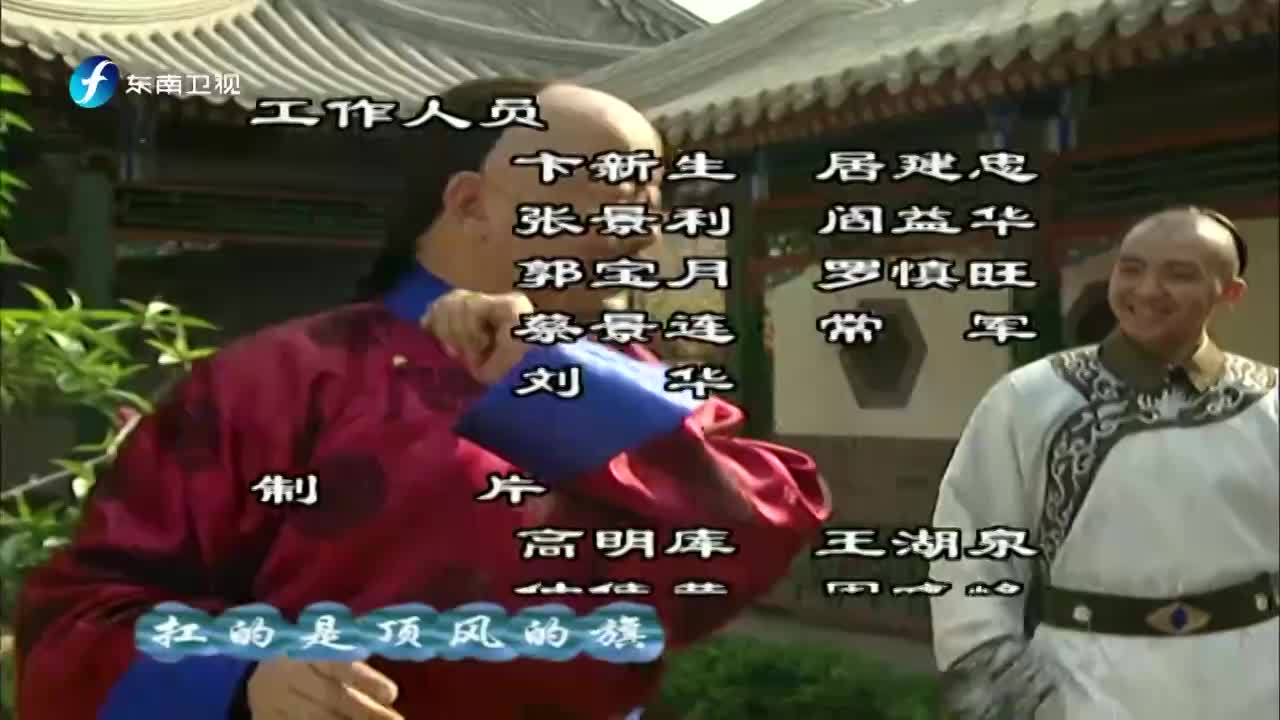 东南卫视
工作人员
卞新生 居建忠
张景利 阎益华
郭宝月 罗慎旺
蔡景连 常军
刘华
制片
高明库 王湖泉
扛的是顶风的旗